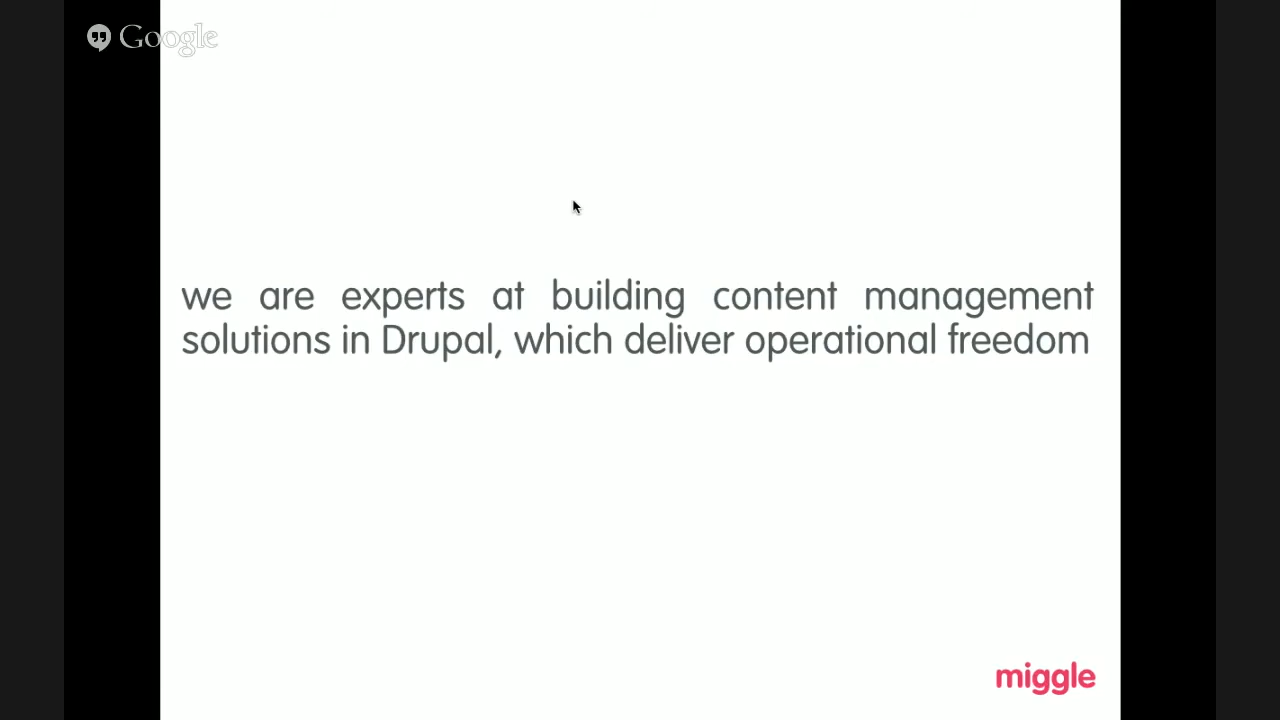 Google
we are experts at building content management
solutions in Drupal, which deliver operational freedom
miggle